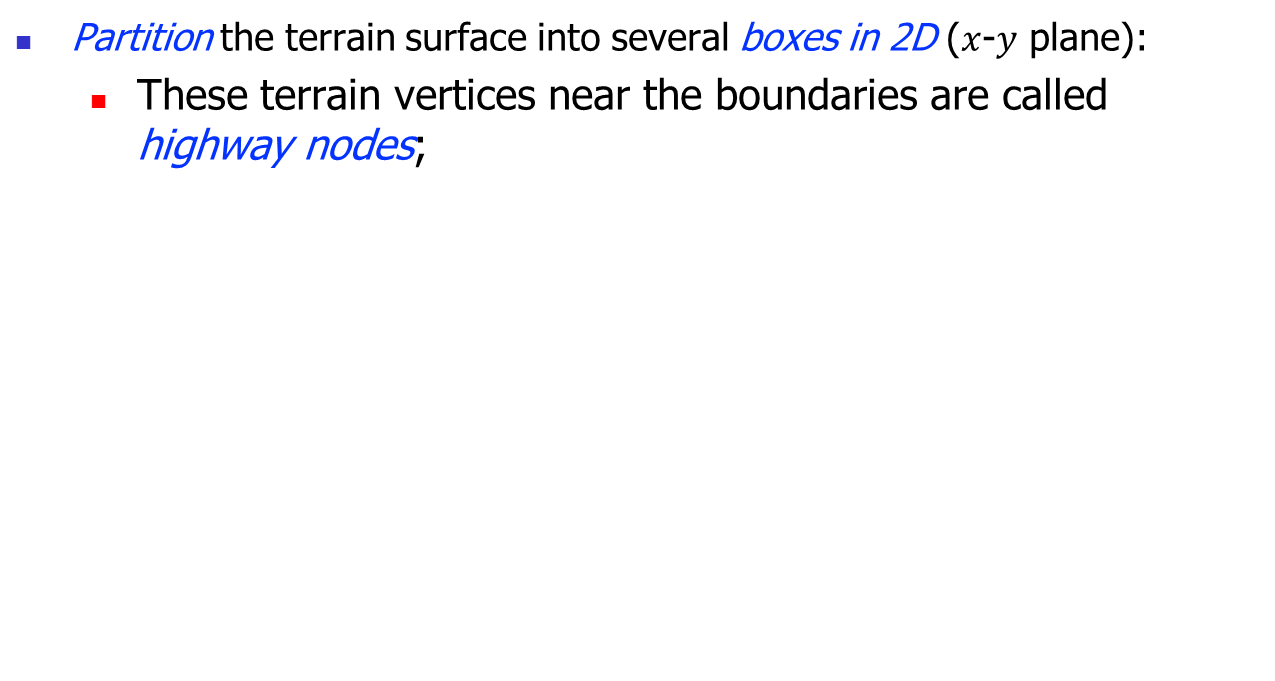 ▪ Partition the terrain surface into several boxes in 2D (𝑥-𝑦 plane):
▪ These terrain vertices near the boundaries are called
highway nodes;